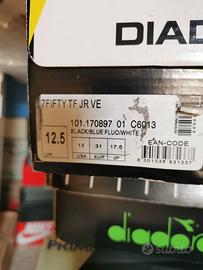 DIADO
7FIFTY TF JR VE
101.170897 01 C6013
BLACK/BLUE FLUO/WHITE
12.5
13 31 17.5
UK
USA EUR JP
EAN-CODE
diadora